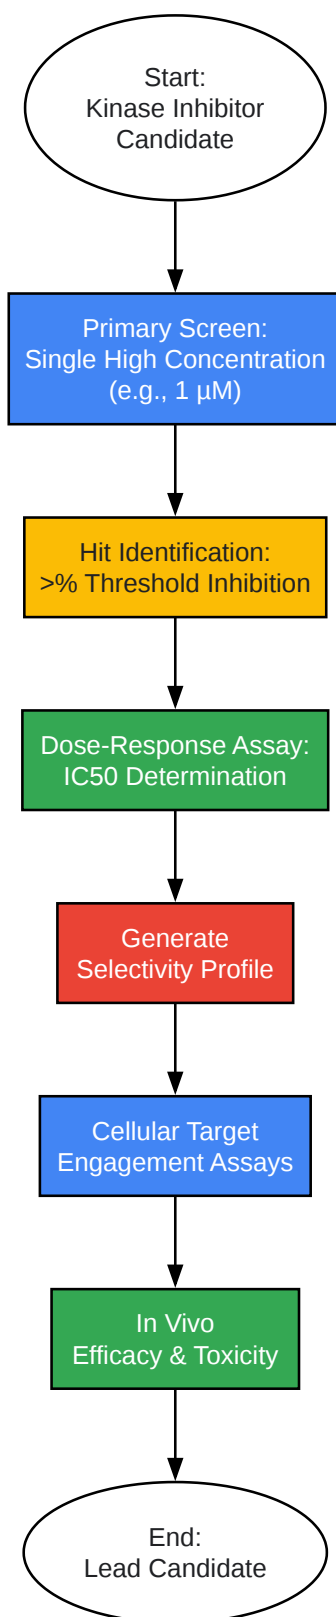 Start:
Kinase Inhibitor
Candidate
Primary Screen:
Single High Concentration
(e.g., 1 µM)
Hit Identification:
>% Threshold Inhibition
Dose-Response Assay:
IC50 Determination
Generate
Selectivity Profile
Cellular Target
Engagement Assays
In Vivo
Efficacy & Toxicity
End:
Lead Candidate